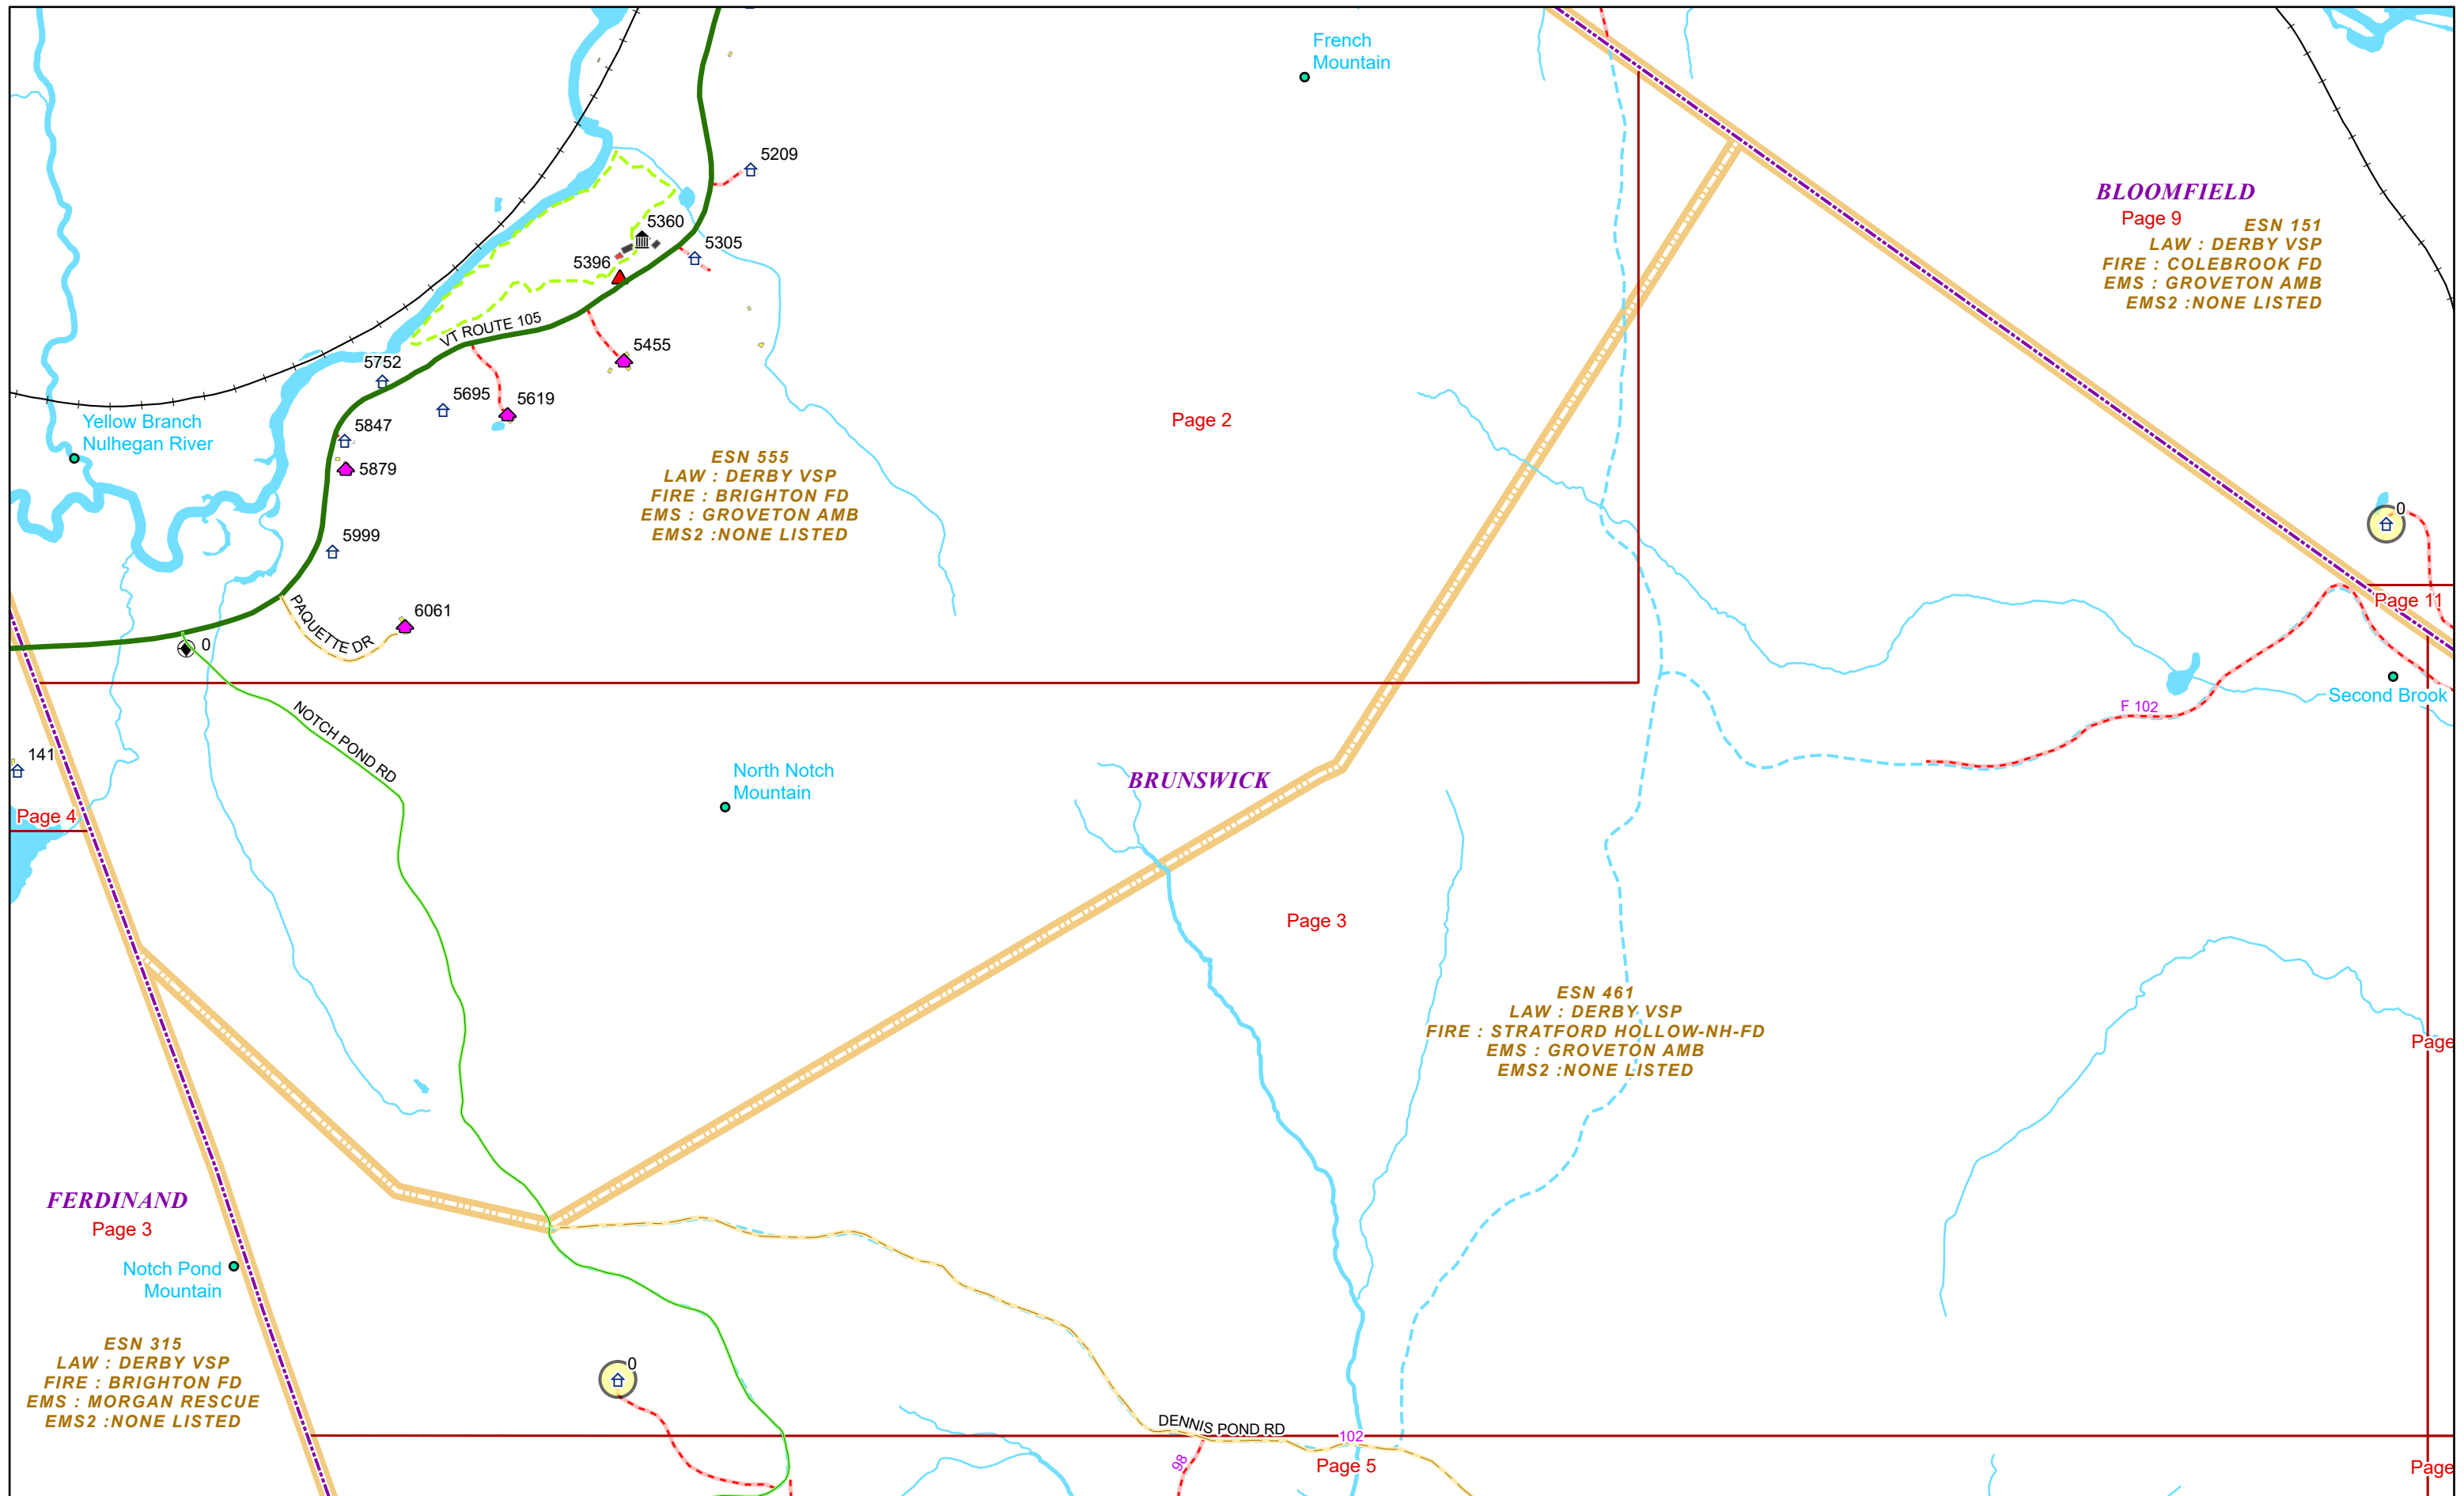 French
Mountain
5209
BLOOMFIELD
Page 9
ESN 151
LAW : DERBY VSP
FIRE : COLEBROOK FD
EMS : GROVETON AMB
EMS2 :NONE LISTED
5360
5305
5396
VT ROUTE 105
5455
5752
5695
5619
5847
5879
Yellow Branch
Nulhegan River
Page 2
ESN 555
LAW : DERBY VSP
FIRE : BRIGHTON FD
EMS : GROVETON AMB
EMS2 :NONE LISTED
0
5999
6061
PAQUETTE DR
0
Page 11
Second Brook
F 102
NOTCH POND RD
141
Page 4
North Notch
Mountain
BRUNSWICK
Page 3
ESN 461
LAW : DERBY VSP
FIRE : STRATFORD HOLLOW-NH-FD
EMS : GROVETON AMB
EMS2 :NONE LISTED
Page
FERDINAND
Page 3
Notch Pond
Mountain
ESN 315
LAW : DERBY VSP
FIRE : BRIGHTON FD
EMS : MORGAN RESCUE
EMS2 :NONE LISTED
0
DENNIS POND RD
102
98
Page 5
Page